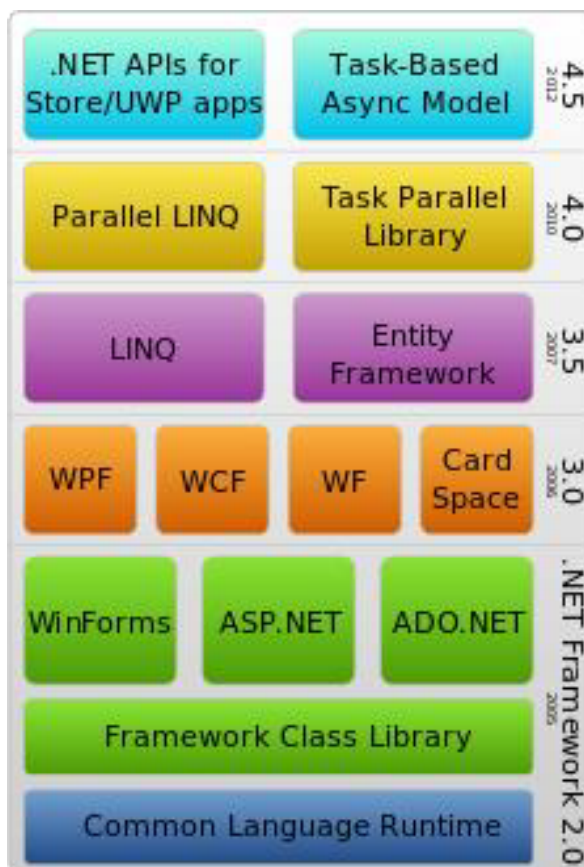 .NET APIs for
Store/UWP apps
Task-Based
Async Model
4.5
2012
Parallel LINQ
Task Parallel
Library
4.0
2010
LINQ
Entity
Framework
3.5
2007
WPF
WCF
WF
Card
Space
3.0
2006
WinForms
ASP.NET
ADO.NET
Framework Class Library
Common Language Runtime
.NET Framework 2.0
2005